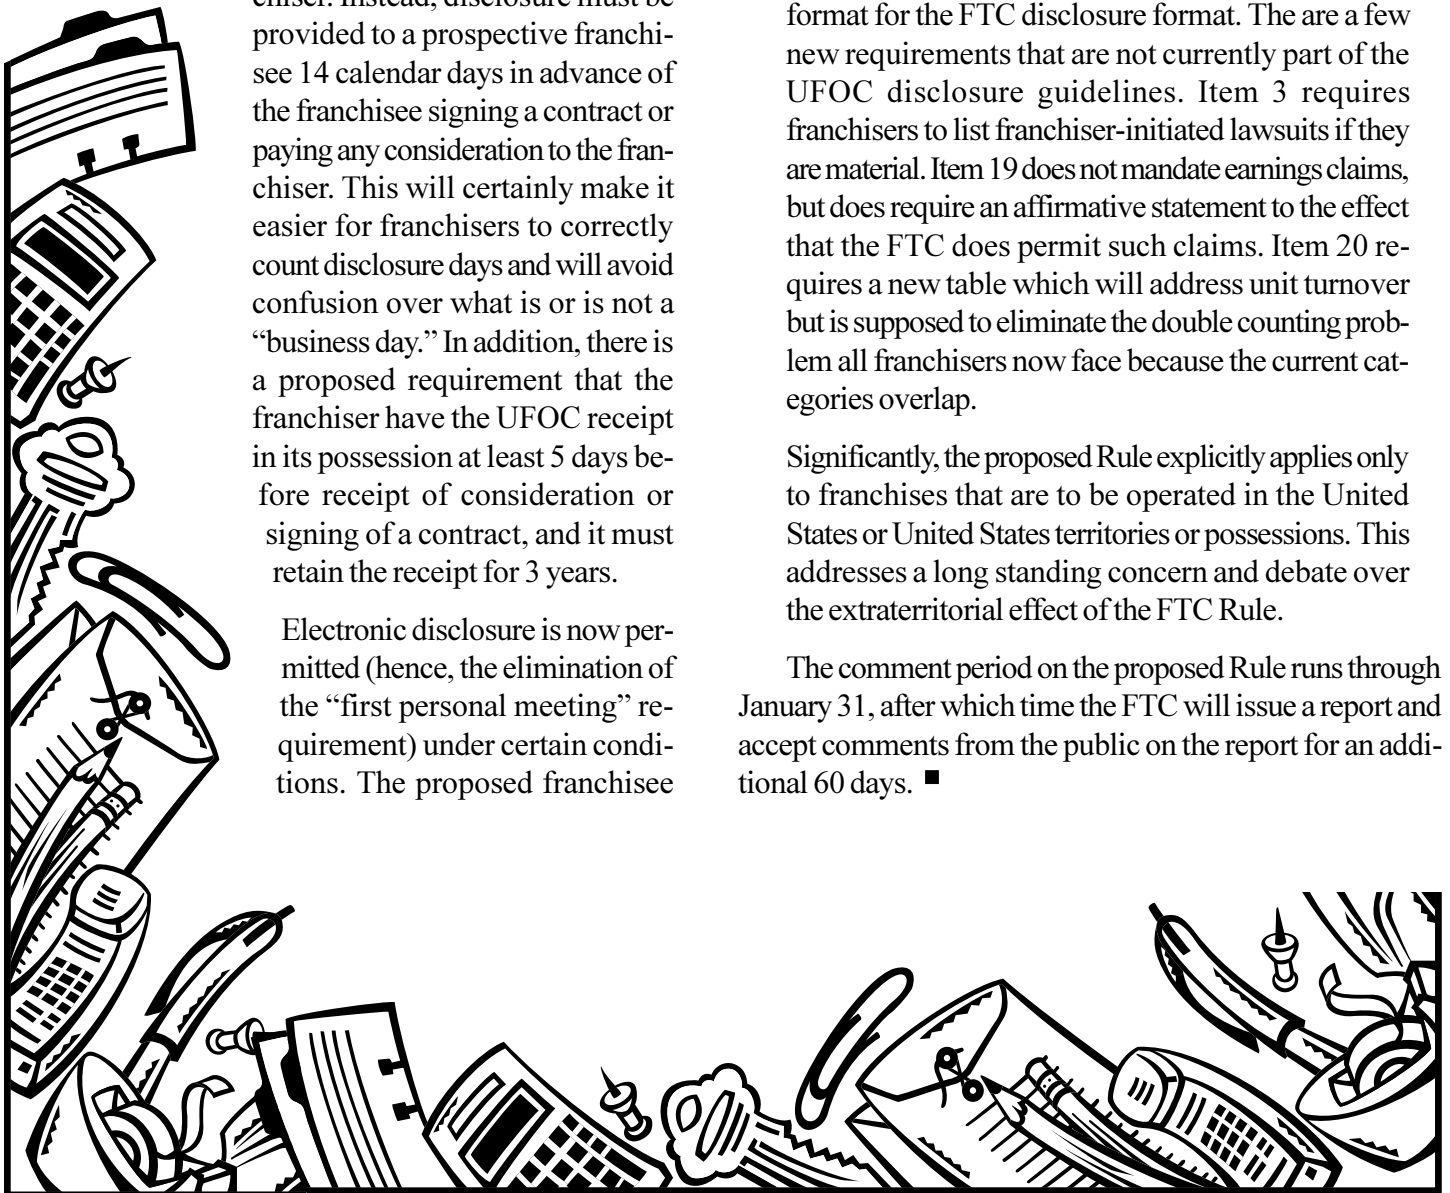 chiser. Instead, disclosure must be
provided to a prospective franchi-
see 14 calendar days in advance of
the franchisee signing a contract or
paying any consideration to the fran-
chiser. This will certainly make it
easier for franchisers to correctly
count disclosure days and will avoid
confusion over what is or is not a
“business day.” In addition, there is
a proposed requirement that the
franchiser have the UFOC receipt
in its possession at least 5 days be-
fore receipt of consideration or
signing of a contract, and it must
retain the receipt for 3 years.
Electronic disclosure is now per-
mitted (hence, the elimination of
the “first personal meeting” re-
quirement) under certain condi-
tions. The proposed franchisee
format for the FTC disclosure format. The are a few
new requirements that are not currently part of the
UFOC disclosure guidelines. Item 3 requires
franchisers to list franchiser-initiated lawsuits if they
are material. Item 19 does not mandate earnings claims,
but does require an affirmative statement to the effect
that the FTC does permit such claims. Item 20 re-
quires a new table which will address unit turnover
but is supposed to eliminate the double counting prob-
lem all franchisers now face because the current cat-
egories overlap.
Significantly, the proposed Rule explicitly applies only
to franchises that are to be operated in the United
States or United States territories or possessions. This
addresses a long standing concern and debate over
the extraterritorial effect of the FTC Rule.
The comment period on the proposed Rule runs through
January 31, after which time the FTC will issue a report and
accept comments from the public on the report for an addi-
tional 60 days. ■